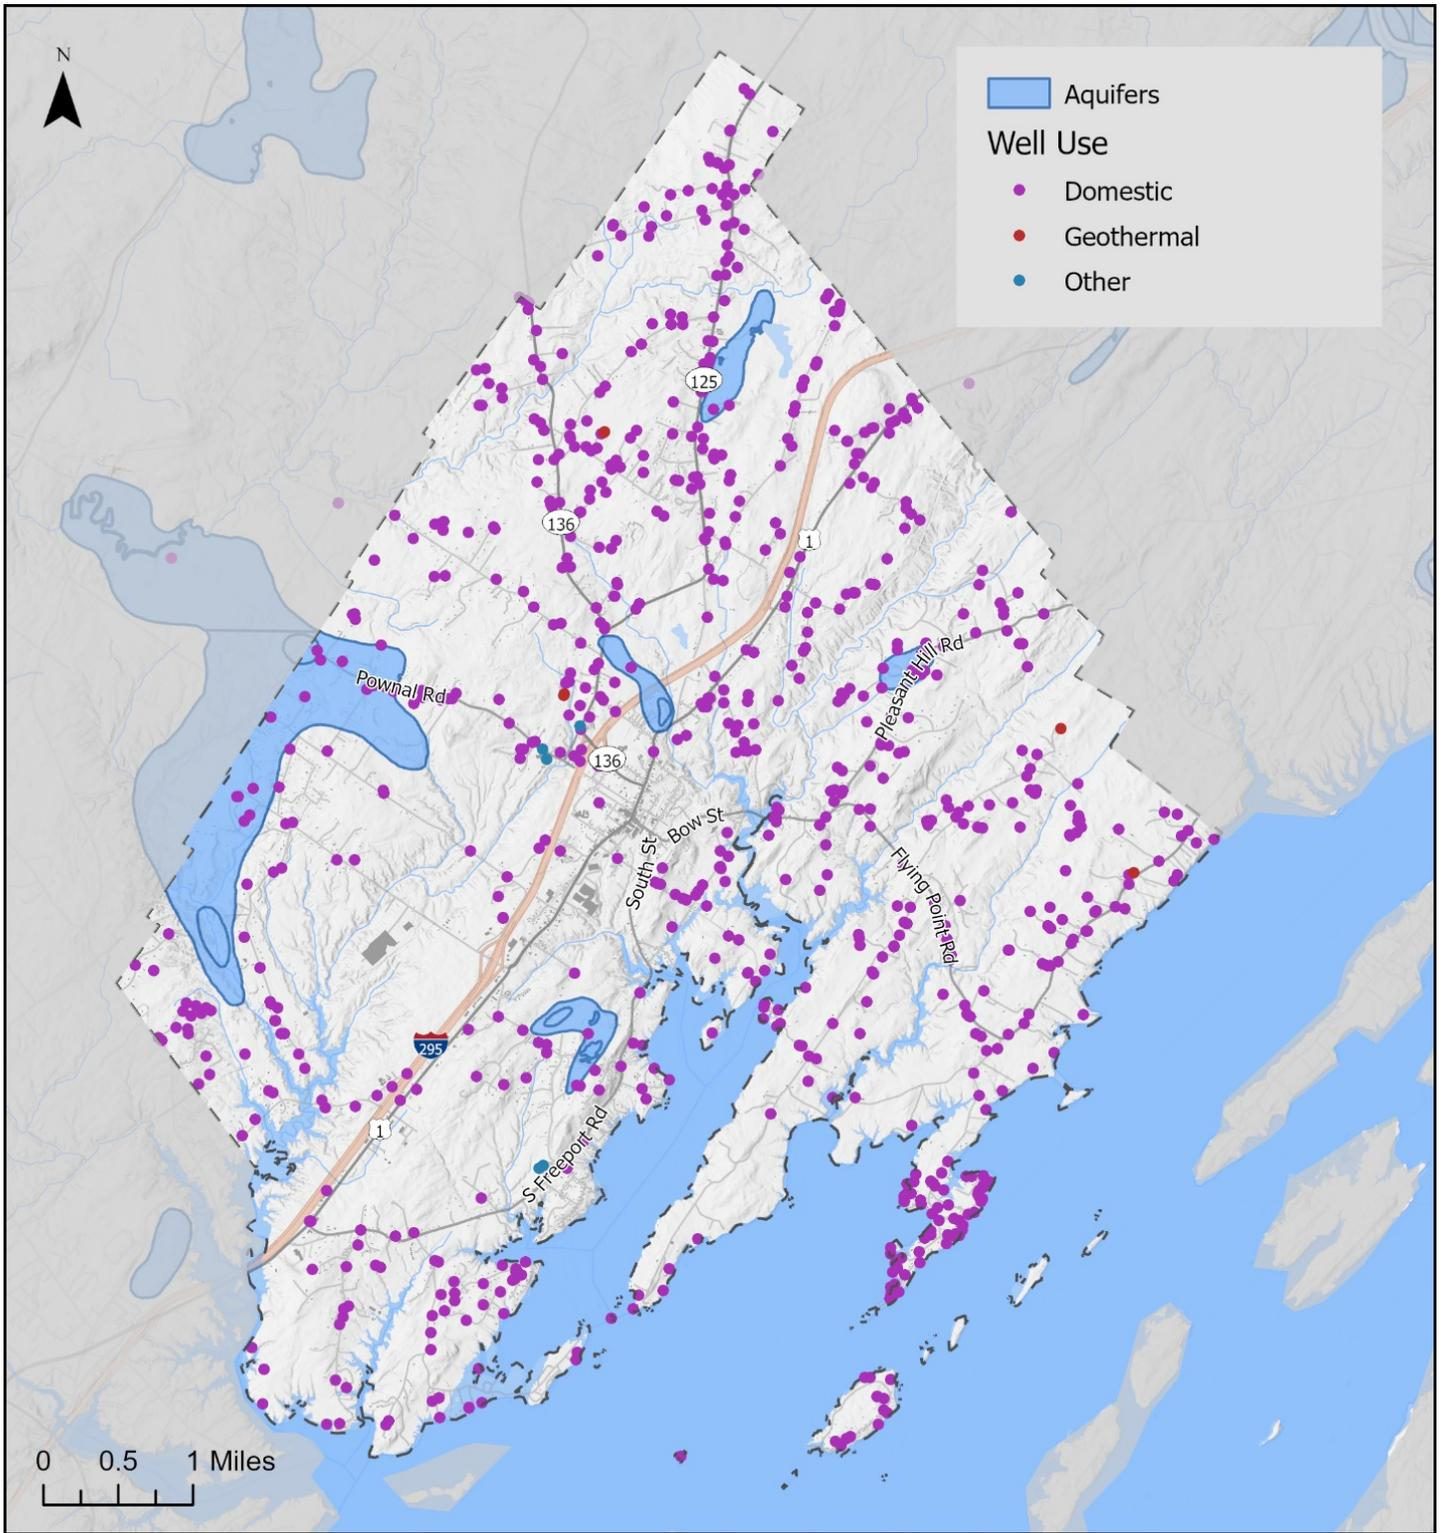 N
Aquifers
Well Use
Domestic
Geothermal
Other
125
136
1
Pleasant Hill Rd
Pownal Rd
136
Bow St
South St
Flying Point Rd
295
1
S Freeport Rd
0 0.5 1 Miles